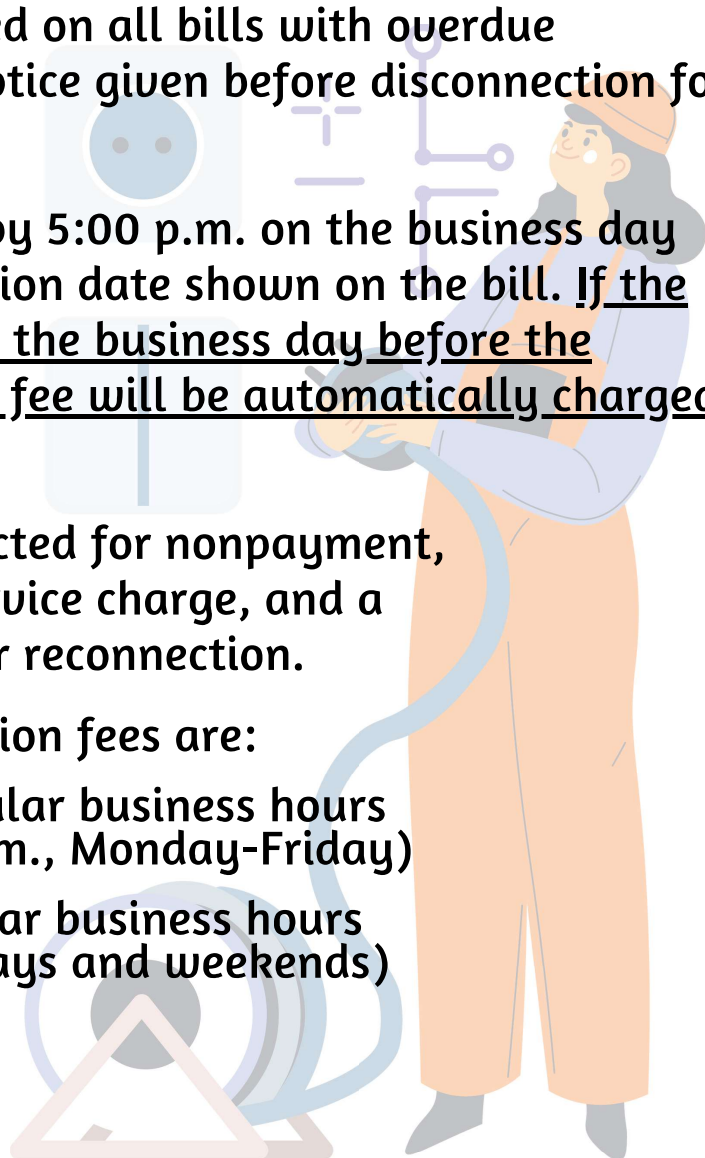 ed on all bills with overdue
otice given before disconnection fo
by 5:00 p.m. on the business day
ion date shown on the bill. If the
the business day before the
fee will be automatically charged
cted for nonpayment,
vice charge, and a
r reconnection.
ion fees are:
lar business hours
m., Monday-Friday)
ar business hours
ays and weekends)